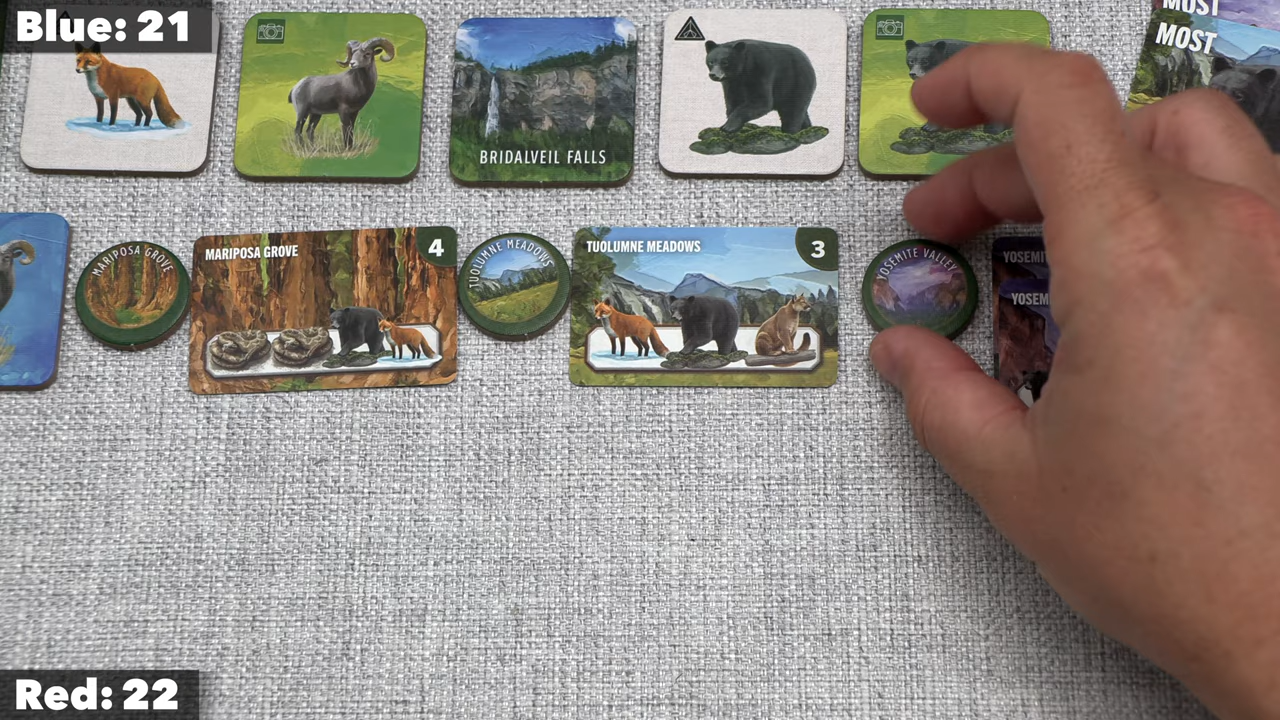 Blue: 21
MOST
MOST
BRIDALVEIL FALLS
MARIPOSA GROVE
MARIPOSA GROVE
4
TUOLUMNE MEADOWS
TUOLUMNE MEADOWS
3
YOSEMITE VALLEY
Red: 22